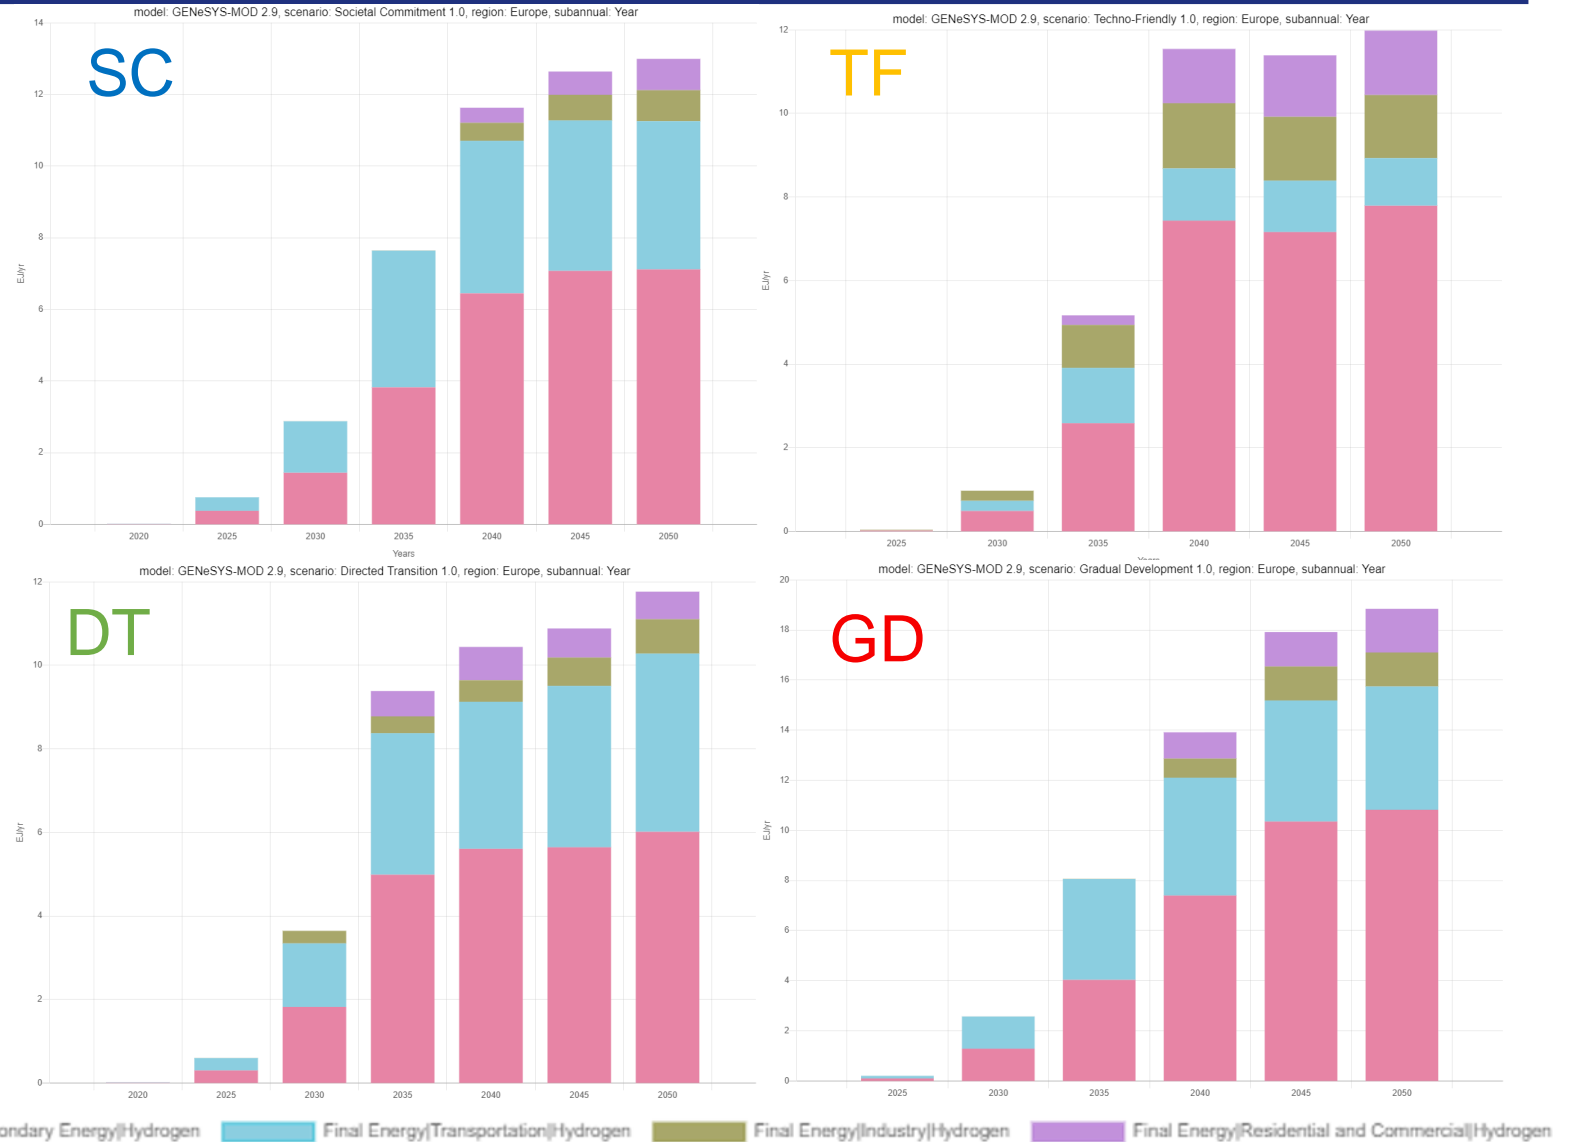 model: GENeSYS-MOD 2.9, scenario: Societal Commitment 1.0, region: Europe, subannual: Year
SC
14
12
10
8
6
4
2
0
EJ/yr
2020 2025 2030 2035 2040 2045 2050
Years
model: GENeSYS-MOD 2.9, scenario: Techno-Friendly 1.0, region: Europe, subannual: Year
TF
12
10
8
6
4
2
0
EJ/yr
2025 2030 2035 2040 2045 2050
Years
model: GENeSYS-MOD 2.9, scenario: Directed Transition 1.0, region: Europe, subannual: Year
DT
12
10
8
6
4
2
0
EJ/yr
2020 2025 2030 2035 2040 2045 2050
model: GENeSYS-MOD 2.9, scenario: Gradual Development 1.0, region: Europe, subannual: Year
GD
20
18
16
14
12
10
8
6
4
2
0
EJ/yr
2025 2030 2035 2040 2045 2050
ondary Energy|Hydrogen Final Energy|Transportation|Hydrogen Final Energy|Industry|Hydrogen Final Energy|Residential and Commercial|Hydrogen